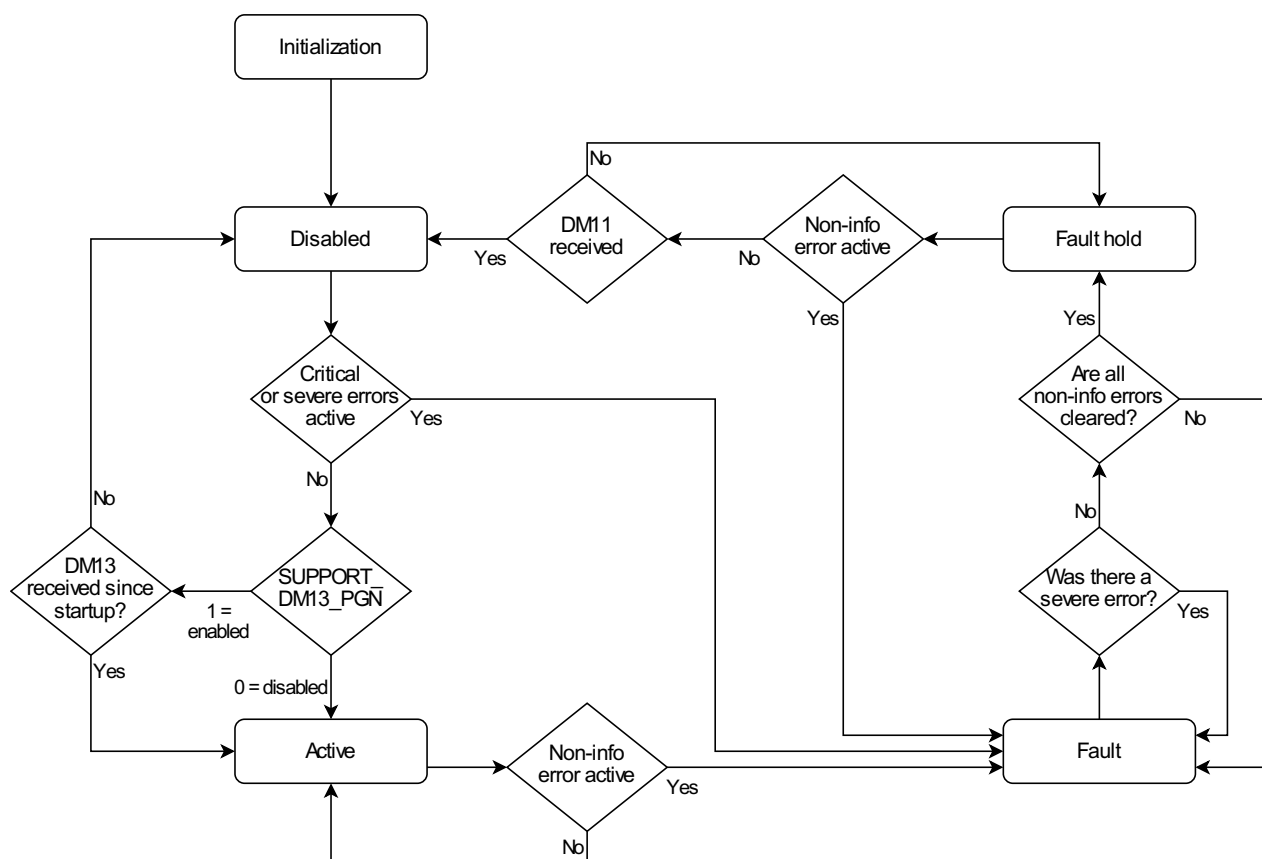 Initialization
No
Disabled
Yes
DM11
received
No
Non-info
error active
Fault hold
Yes
Yes
Critical
or severe errors
active
Yes
Are all
non-info errors
cleared?
No
No
No
No
DM13
received since
startup?
1 =
enabled
SUPPORT_
DM13_PGN
Was there a
severe error?
Yes
Yes
0 = disabled
Active
Non-info
error active
Yes
Fault
No